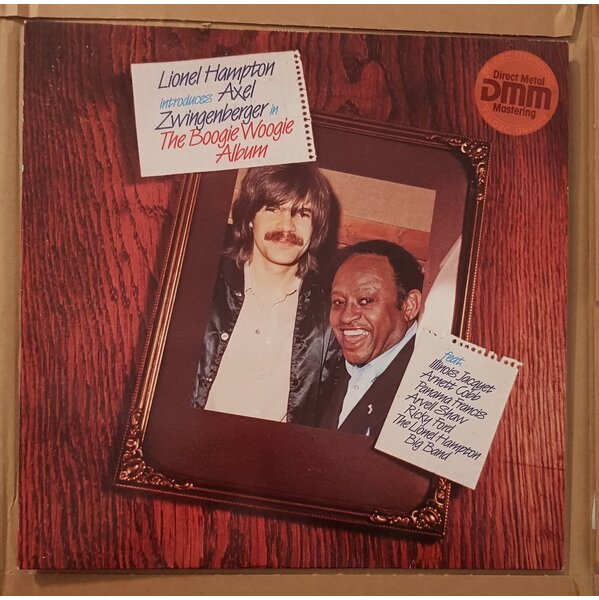 Lionel Hampton
introduces Axel
Zwingenberger in
The Boogie Woogie
Album
Direct Metal
DMM
Mastering
feat.
Illinois Jacquet
Arnett Cobb
Panama Francis
Arvell Shaw
Ricky Ford
The Lionel Hampton
Big Band